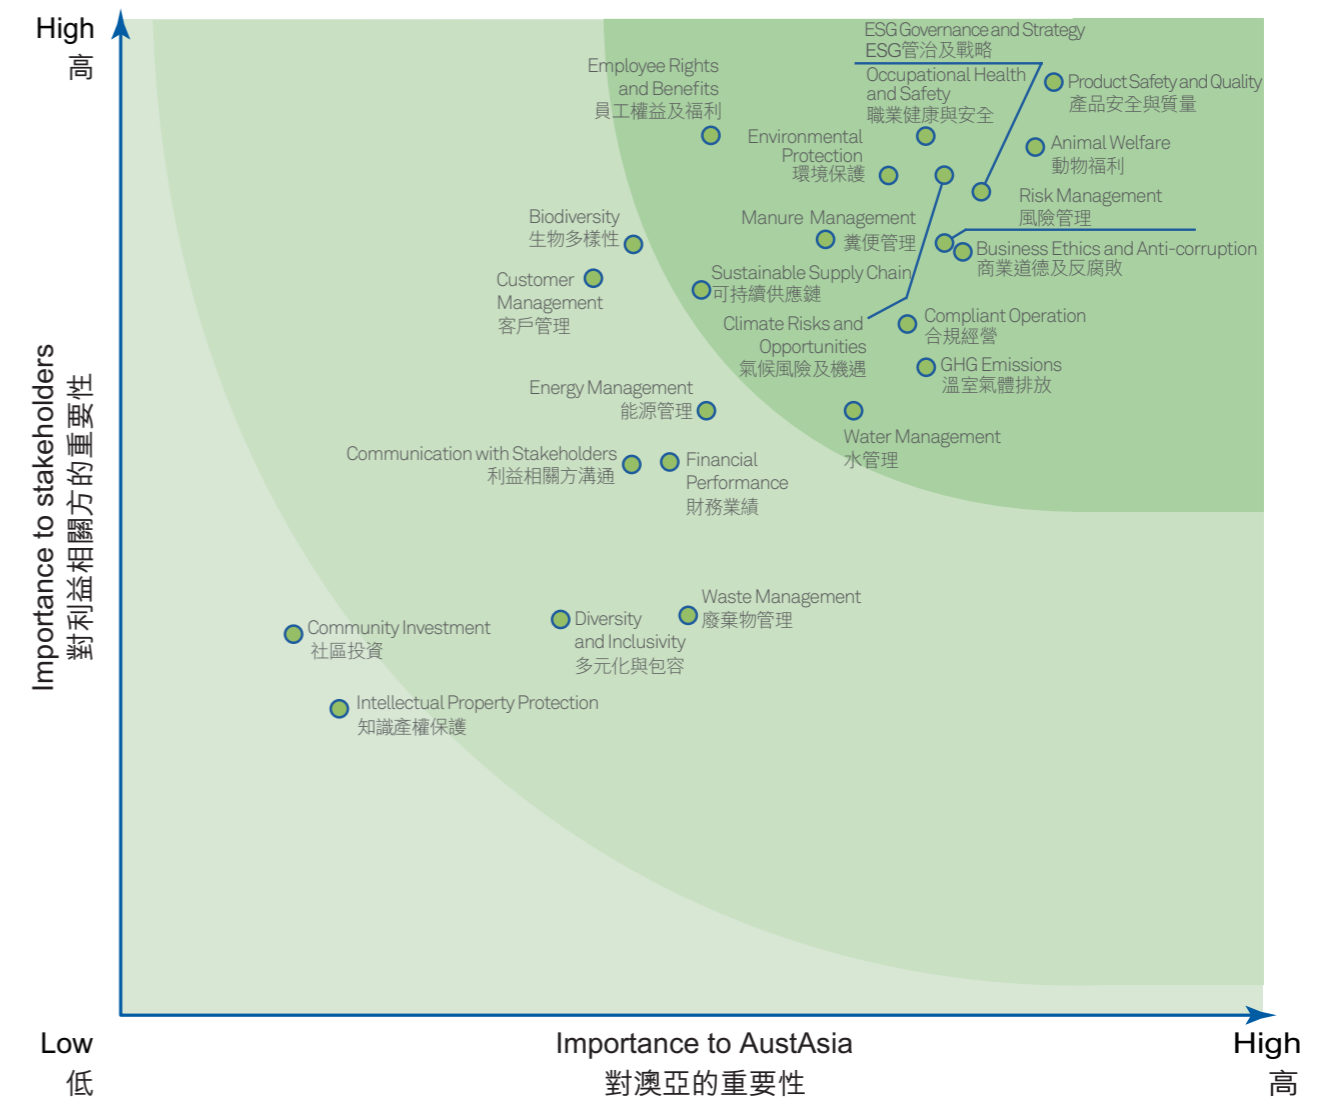 High
高
ESG Governance and Strategy
ESG管治及戰略
Employee Rights
and Benefits
員工權益及福利
Occupational Health
and Safety
職業健康與安全
Product Safety and Quality
產品安全與質量
Environmental
Protection
環境保護
Animal Welfare
動物福利
Risk Management
風險管理
Biodiversity
生物多樣性
Manure Management
糞便管理
Business Ethics and Anti-corruption
商業道德及反腐敗
Customer
Management
客戶管理
Sustainable Supply Chain
可持續供應鏈
Climate Risks and
Opportunities
氣候風險及機遇
Compliant Operation
合規經營
GHG Emissions
溫室氣體排放
Energy Management
能源管理
Water Management
水管理
Communication with Stakeholders
利益相關方溝通
Financial
Performance
財務業績
Waste Management
廢棄物管理
Diversity
and Inclusivity
多元化與包容
Community Investment
社區投資
Intellectual Property Protection
知識產權保護
Importance to stakeholders
對利益相關方的重要性
Low
低
Importance to AustAsia
對澳亞的重要性
High
高